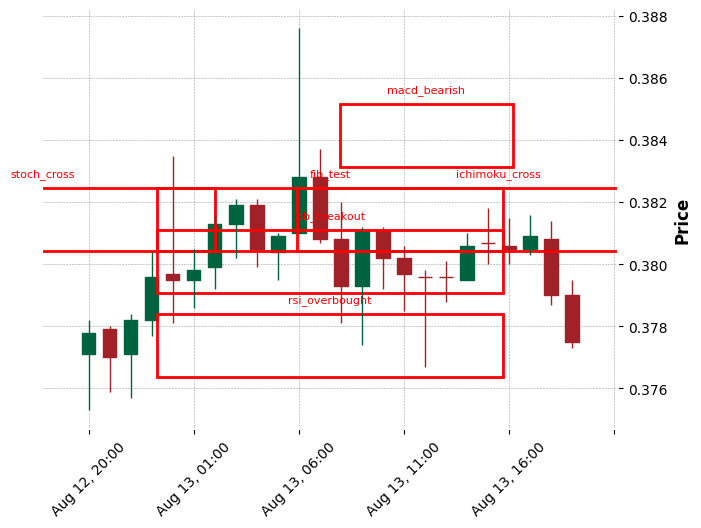 0.388
0.386
macd_bearish
0.384
stoch_cross
fib_test
ichimoku_cross
0.382
Price
0.380
rsi_overbought
0.378
0.376
Aug 12, 20:00
Aug 13, 01:00
Aug 13, 06:00
Aug 13, 11:00
Aug 13, 16:00